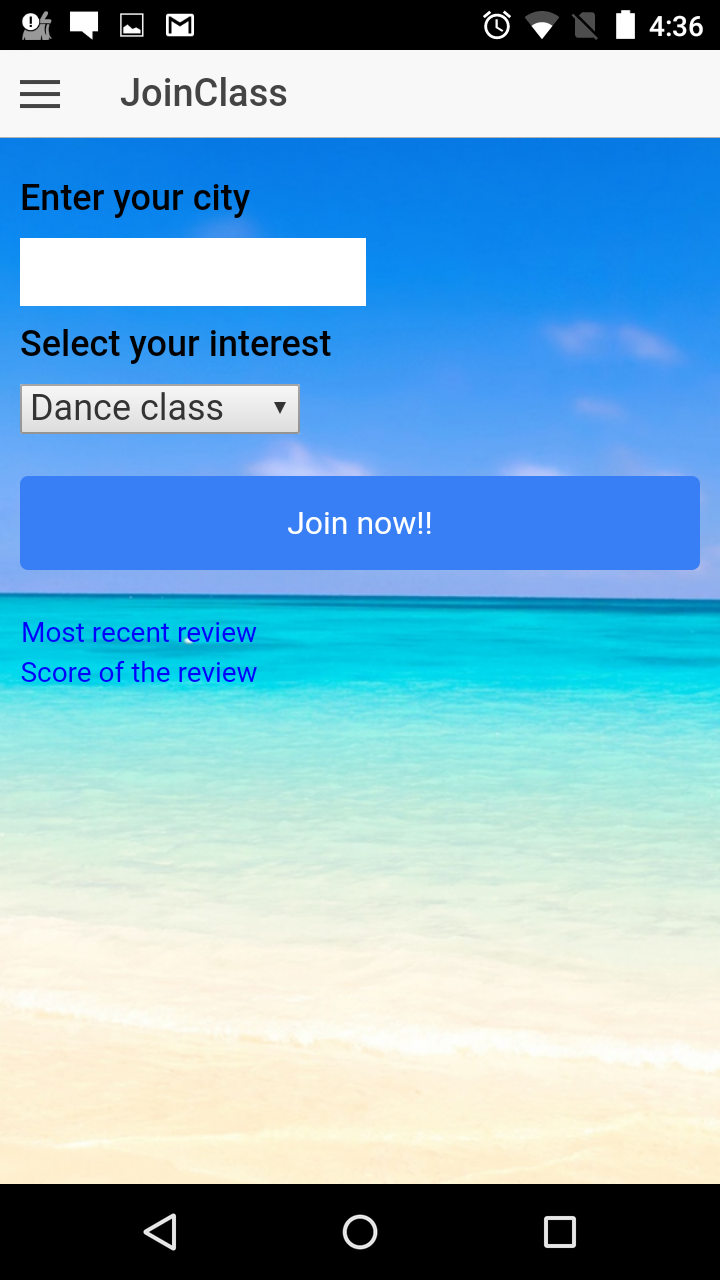 4:36
JoinClass
Enter your city
Select your interest
Dance class
Join now!!
Most recent review
Score of the review